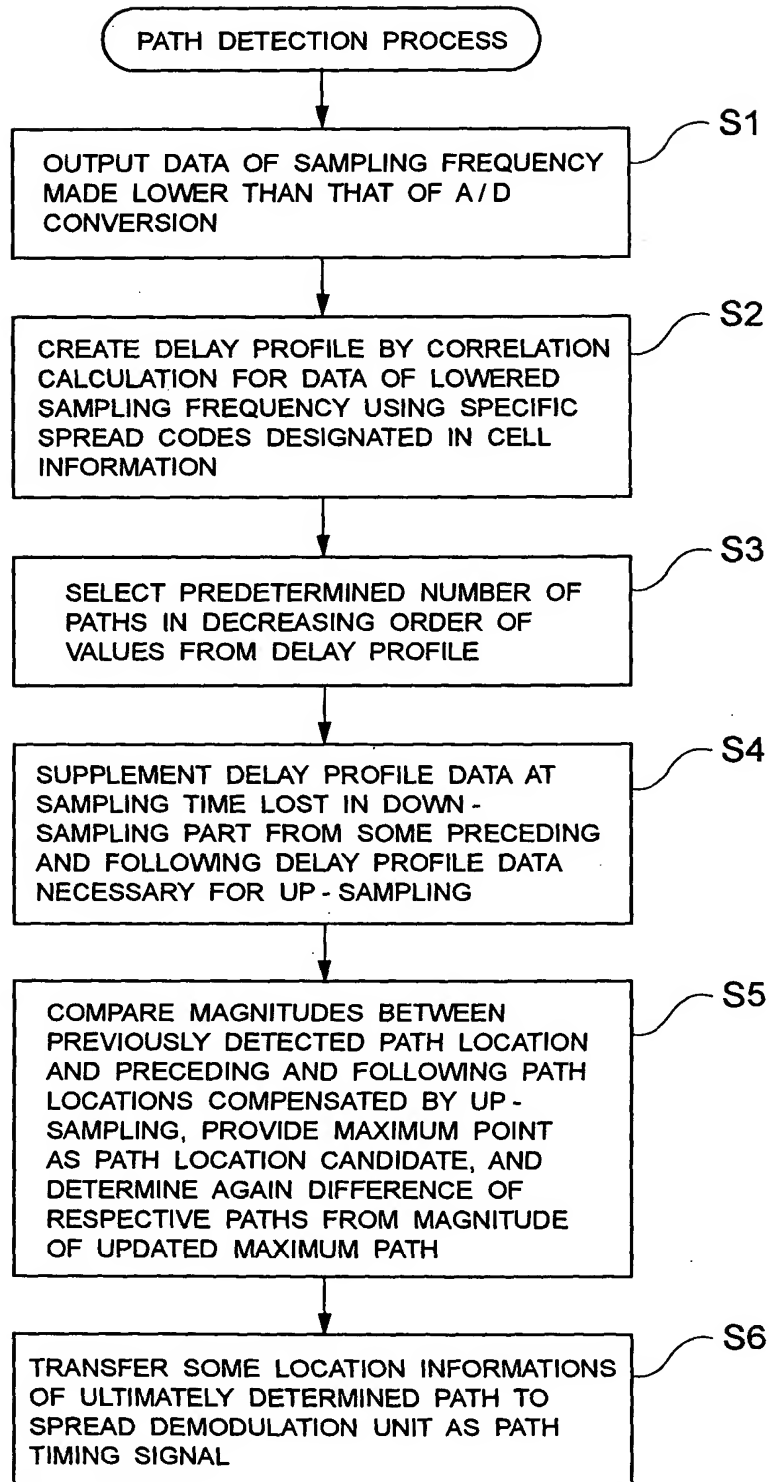 PATH DETECTION PROCESS
S1
OUTPUT DATA OF SAMPLING FREQUENCY
MADE LOWER THAN THAT OF A/D
CONVERSION
S2
CREATE DELAY PROFILE BY CORRELATION
CALCULATION FOR DATA OF LOWERED
SAMPLING FREQUENCY USING SPECIFIC
SPREAD CODES DESIGNATED IN CELL
INFORMATION
S3
SELECT PREDETERMINED NUMBER OF
PATHS IN DECREASING ORDER OF
VALUES FROM DELAY PROFILE
S4
SUPPLEMENT DELAY PROFILE DATA AT
SAMPLING TIME LOST IN DOWN-
SAMPLING PART FROM SOME PRECEDING
AND FOLLOWING DELAY PROFILE DATA
NECESSARY FOR UP-SAMPLING
S5
COMPARE MAGNITUDES BETWEEN
PREVIOUSLY DETECTED PATH LOCATION
AND PRECEDING AND FOLLOWING PATH
LOCATIONS COMPENSATED BY UP-
SAMPLING, PROVIDE MAXIMUM POINT
AS PATH LOCATION CANDIDATE, AND
DETERMINE AGAIN DIFFERENCE OF
RESPECTIVE PATHS FROM MAGNITUDE
OF UPDATED MAXIMUM PATH
S6
TRANSFER SOME LOCATION INFORMATIONS
OF ULTIMATELY DETERMINED PATH TO
SPREAD DEMODULATION UNIT AS PATH
TIMING SIGNAL